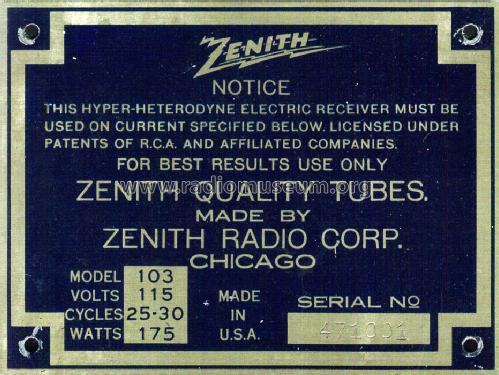 ZENITH
NOTICE
THIS HYPER-HETERODYNE ELECTRIC RECEIVER MUST BE
USED ON CURRENT SPECIFIED BELOW. LICENSED UNDER
PATENTS OF R.C.A. AND AFFILIATED COMPANIES.
FOR BEST RESULTS USE ONLY
www.radiomuseum.org
ZENITH QUALITY TUBES.
MADE BY
ZENITH RADIO CORP.
CHICAGO
MODEL 103
VOLTS 115
CYCLES 25-30
WATTS 175
MADE
IN
U.S.A.
SERIAL NO
471001